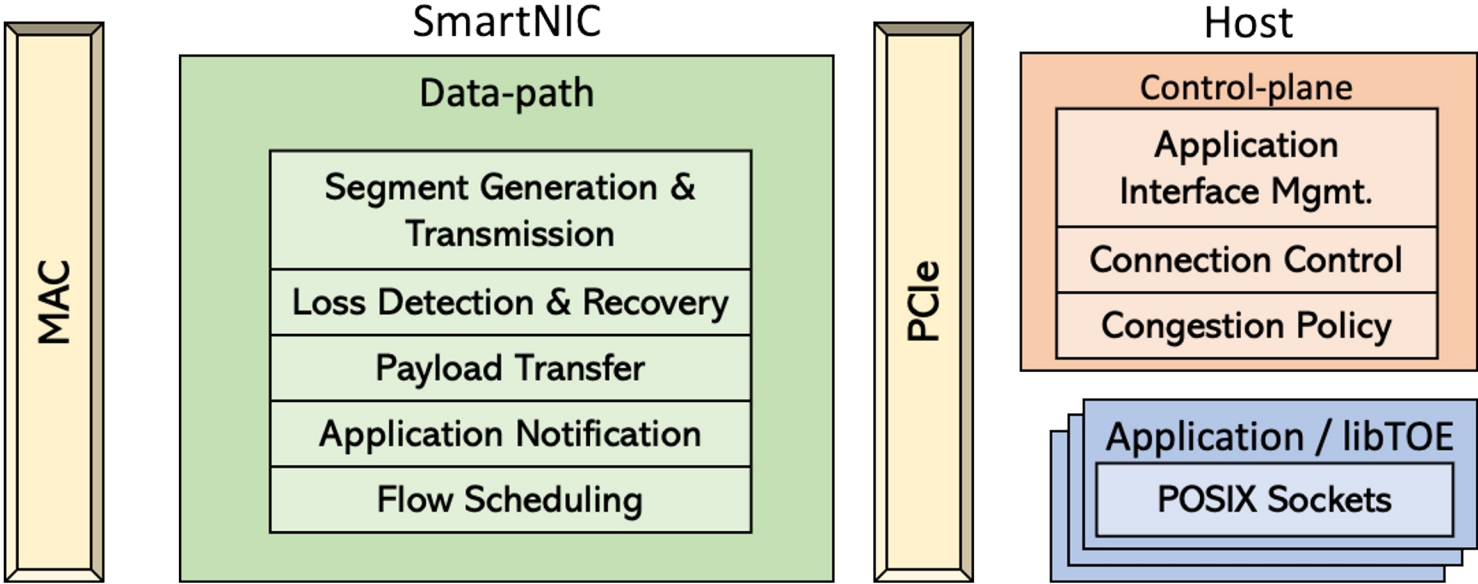 MAC
SmartNIC
Data-path
Segment Generation &
Transmission
Loss Detection & Recovery
Payload Transfer
Application Notification
Flow Scheduling
PCIe
Host
Control-plane
Application
Interface Mgmt.
Connection Control
Congestion Policy
Application / libTOE
POSIX Sockets